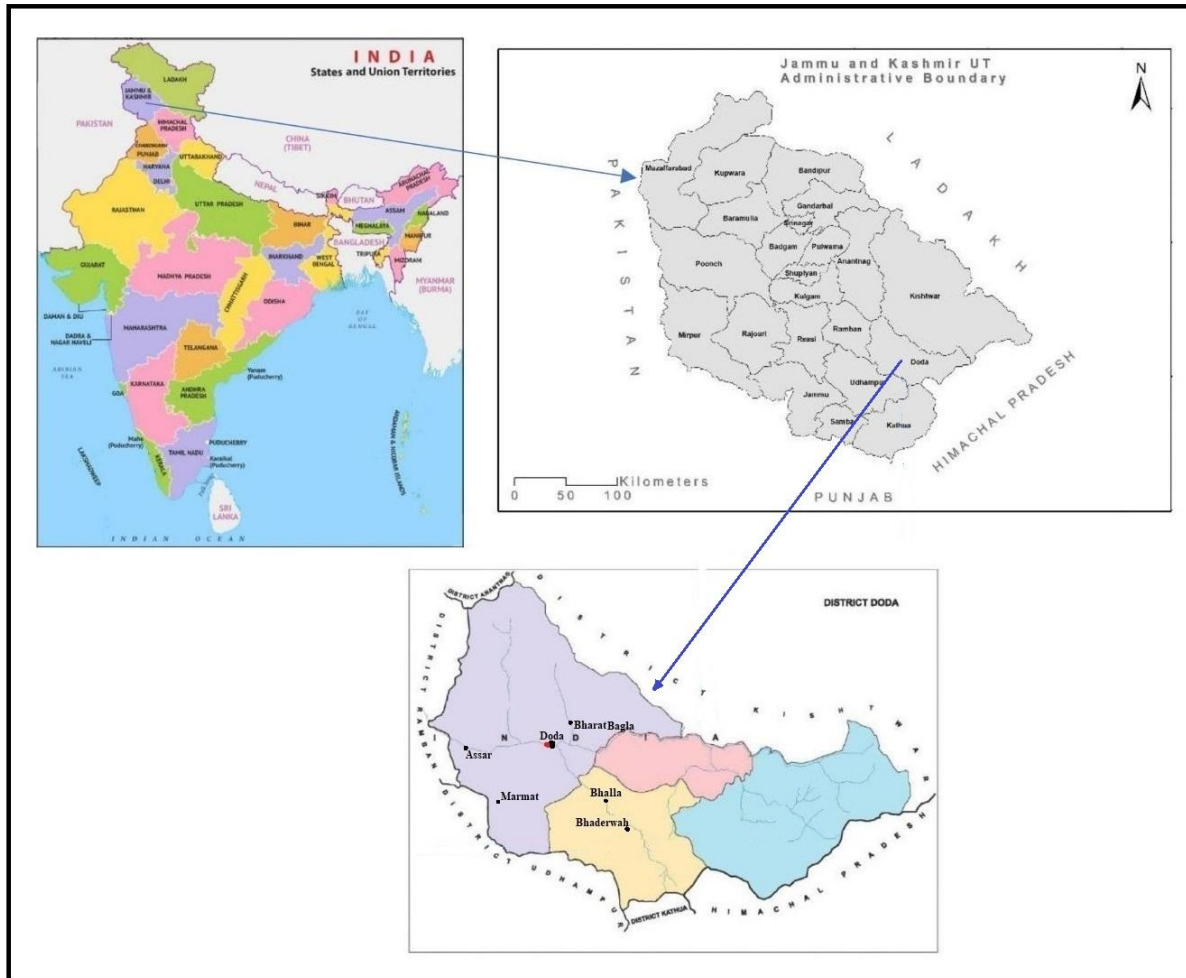 INDIA
States and Union Territories
LADAKH
JAMMU &
KASHMIR
PAKISTAN
HIMACHAL
PRADESH
CHANDIGARH
PUNJAB
UTTARAKHAND
CHINA
(TIBET)
HARYANA
DELHI
NEPAL
SIKKIM
BHUTAN
ARUNACHAL
PRADESH
RAJASTHAN
UTTAR PRADESH
BIHAR
ASSAM
NAGALAND
MEGHALAYA
MANIPUR
BANGLADESH
GUJARAT
MADHYA PRADESH
JHARKHAND
WEST
BENGAL
TRIPURA
MIZORAM
CHHATTISGARH
ODISHA
MYANMAR
(BURMA)
DAMAN & DIU
DADRA &
NAGAR HAVELI
MAHARASHTRA
BAY
OF
BENGAL
ARABIAN
SEA
TELANGANA
Yanam
(Puducherry)
KARNATAKA
GOA
ANDHRA
PRADESH
Mahe
(Puducherry)
PUDUCHERRY
Karaikal
(Puducherry)
TAMIL NADU
KERALA
LAKSHADWEEP
ANDAMAN & NICOBAR ISLANDS
SRI
LANKA
INDIAN OCEAN
Jammu and Kashmir UT
Administrative Boundary
N
LADAKH
PAKISTAN
Muzaffarabad
Kupwara
Bandipur
Gandarbal
Baramulla
Srinagar
Badgam
Pulwama
Anantnag
Poonch
Shupiyan
Kishtwar
Kulgam
Mirpur
Rajouri
Reasi
Ramban
Doda
Udhampur
Jammu
Samba
Kathua
HIMACHAL PRADESH
Kilometers
0 50 100
PUNJAB
DISTRICT DODA
DISTRICT ANANTNAG
DISTRICT KISHTWAR
DISTRICT RAMBAN
Bharat Bagla
INDIA
Doda
Assar
Marmat
Bhalla
Bhaderwah
DISTRICT UDHAMPUR
DISTRICT KATHUA
HIMACHAL PRADESH